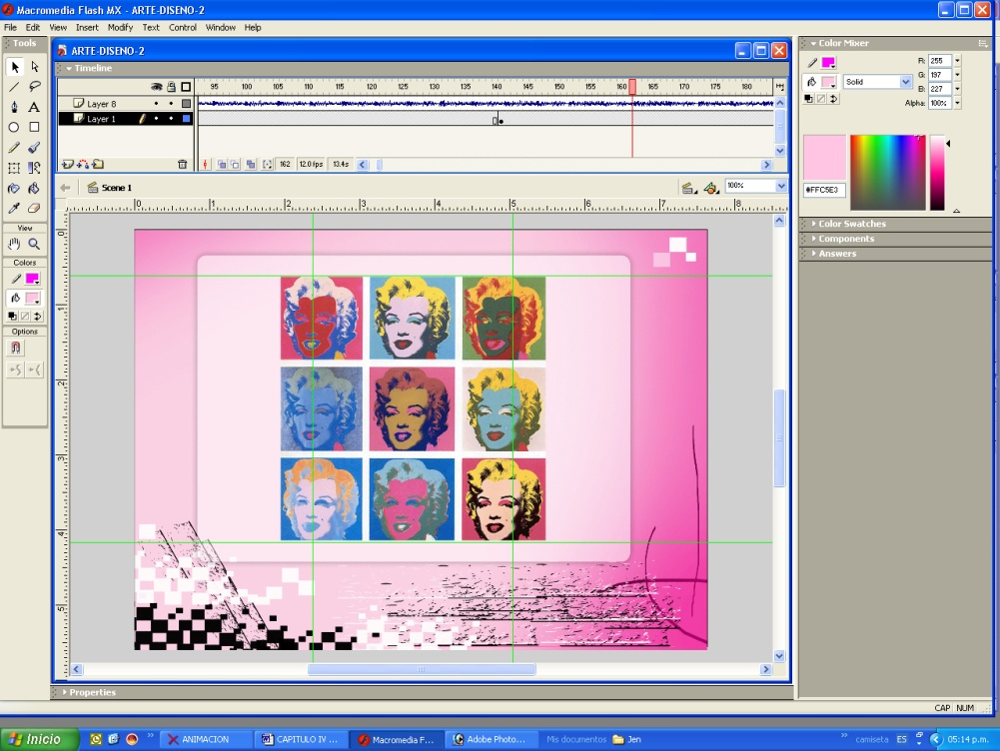 Macromedia Flash MX - ARTE-DISENO-2
File Edit View Insert Modify Text Control Window Help
Tools
View
Colors
Options
ARTE-DISENO-2
Timeline
95 100 105 110 115 120 125 130 135 140 145 150 155 160 165 170 175 180
Layer 8
Layer 1
162 12.0 fps 13.4s
Scene 1
100%
0 1 2 3 4 5 6 7 8
0
1
2
3
4
5
Properties
Color Mixer
R: 255
Solid G: 197
B: 227
Alpha: 100%
#FFC5E3
Color Swatches
Components
Answers
CAP NUM
Inicio
ANIMACION
CAPITULO IV ...
Macromedia F...
Adobe Photo...
Mis documentos Jen
camiseta ES 05:14 p.m.